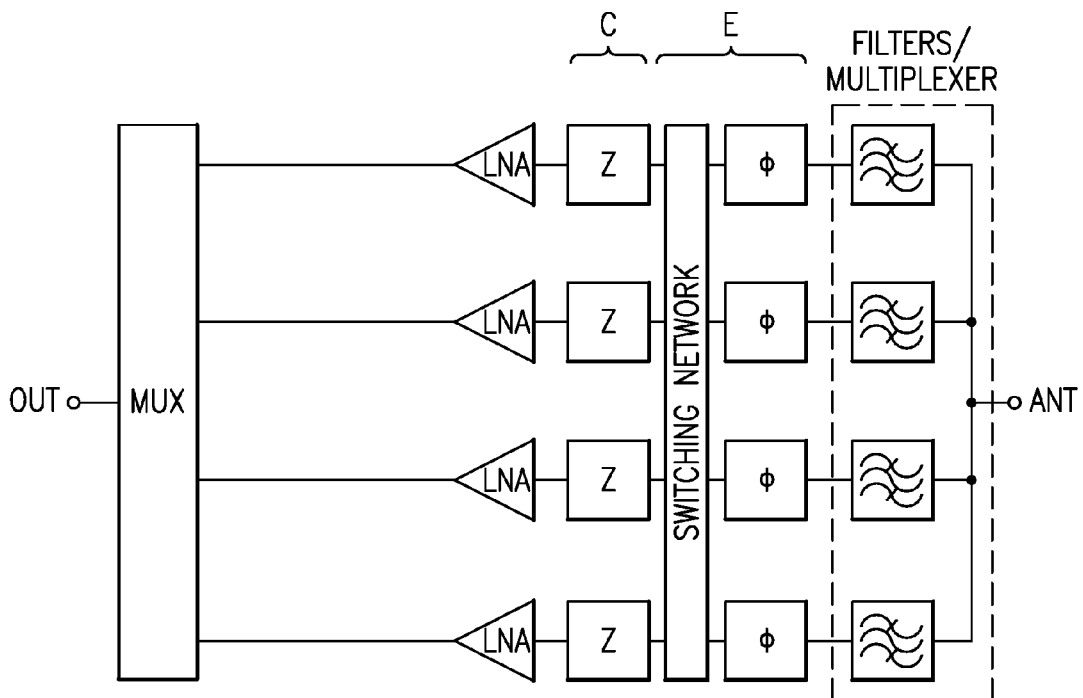 C
E
FILTERS/
MULTIPLEXER
LNA
Z
ϕ
LNA
Z
ϕ
OUT
MUX
SWITCHING NETWORK
ANT
LNA
Z
ϕ
LNA
Z
ϕ